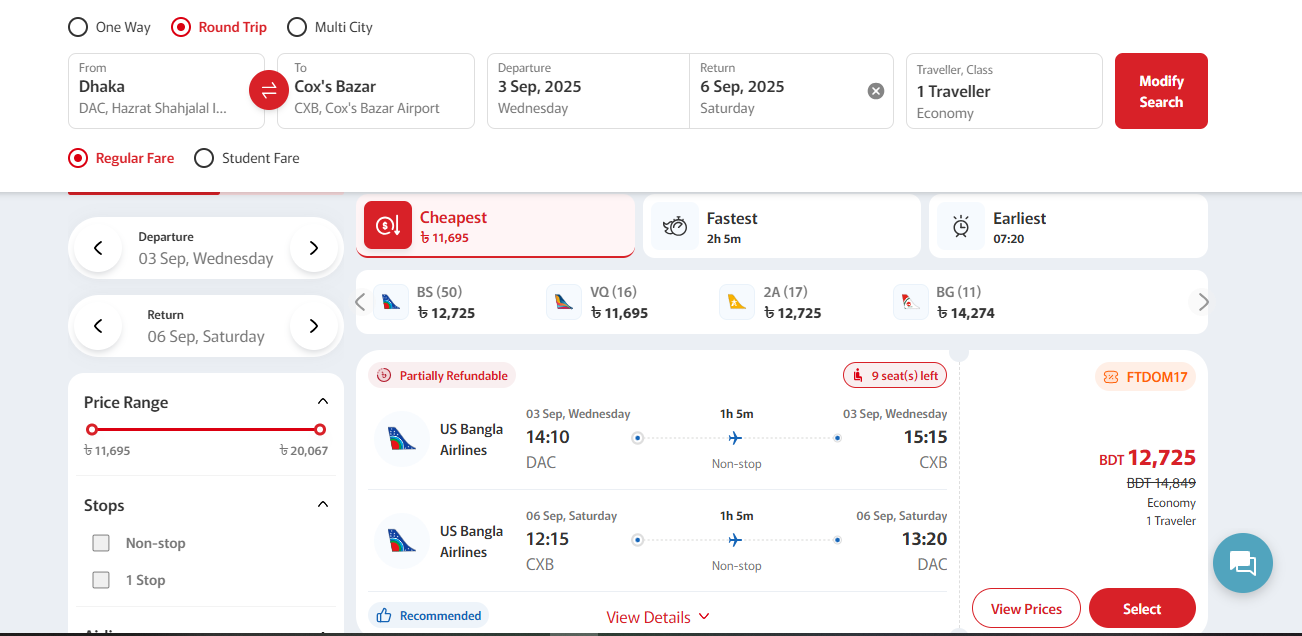 One Way Round Trip Multi City
From
Dhaka
DAC, Hazrat Shahjalal I...
To
Cox's Bazar
CXB, Cox's Bazar Airport
Departure
3 Sep, 2025
Wednesday
Return
6 Sep, 2025
Saturday
Traveller, Class
1 Traveller
Economy
Modify
Search
Regular Fare Student Fare
Departure
03 Sep, Wednesday
Return
06 Sep, Saturday
Price Range
৳ 11,695 ৳ 20,067
Stops
Non-stop
1 Stop
Cheapest
৳ 11,695
Fastest
2h 5m
Earliest
07:20
BS (50)
৳ 12,725
VQ (16)
৳ 11,695
2A (17)
৳ 12,725
BG (11)
৳ 14,274
Partially Refundable
9 seat(s) left
US Bangla
Airlines
03 Sep, Wednesday
14:10
DAC
1h 5m
Non-stop
03 Sep, Wednesday
15:15
CXB
US Bangla
Airlines
06 Sep, Saturday
12:15
CXB
1h 5m
Non-stop
06 Sep, Saturday
13:20
DAC
Recommended
View Details
FTDOM17
BDT 12,725
BDT 14,849
Economy
1 Traveler
View Prices
Select